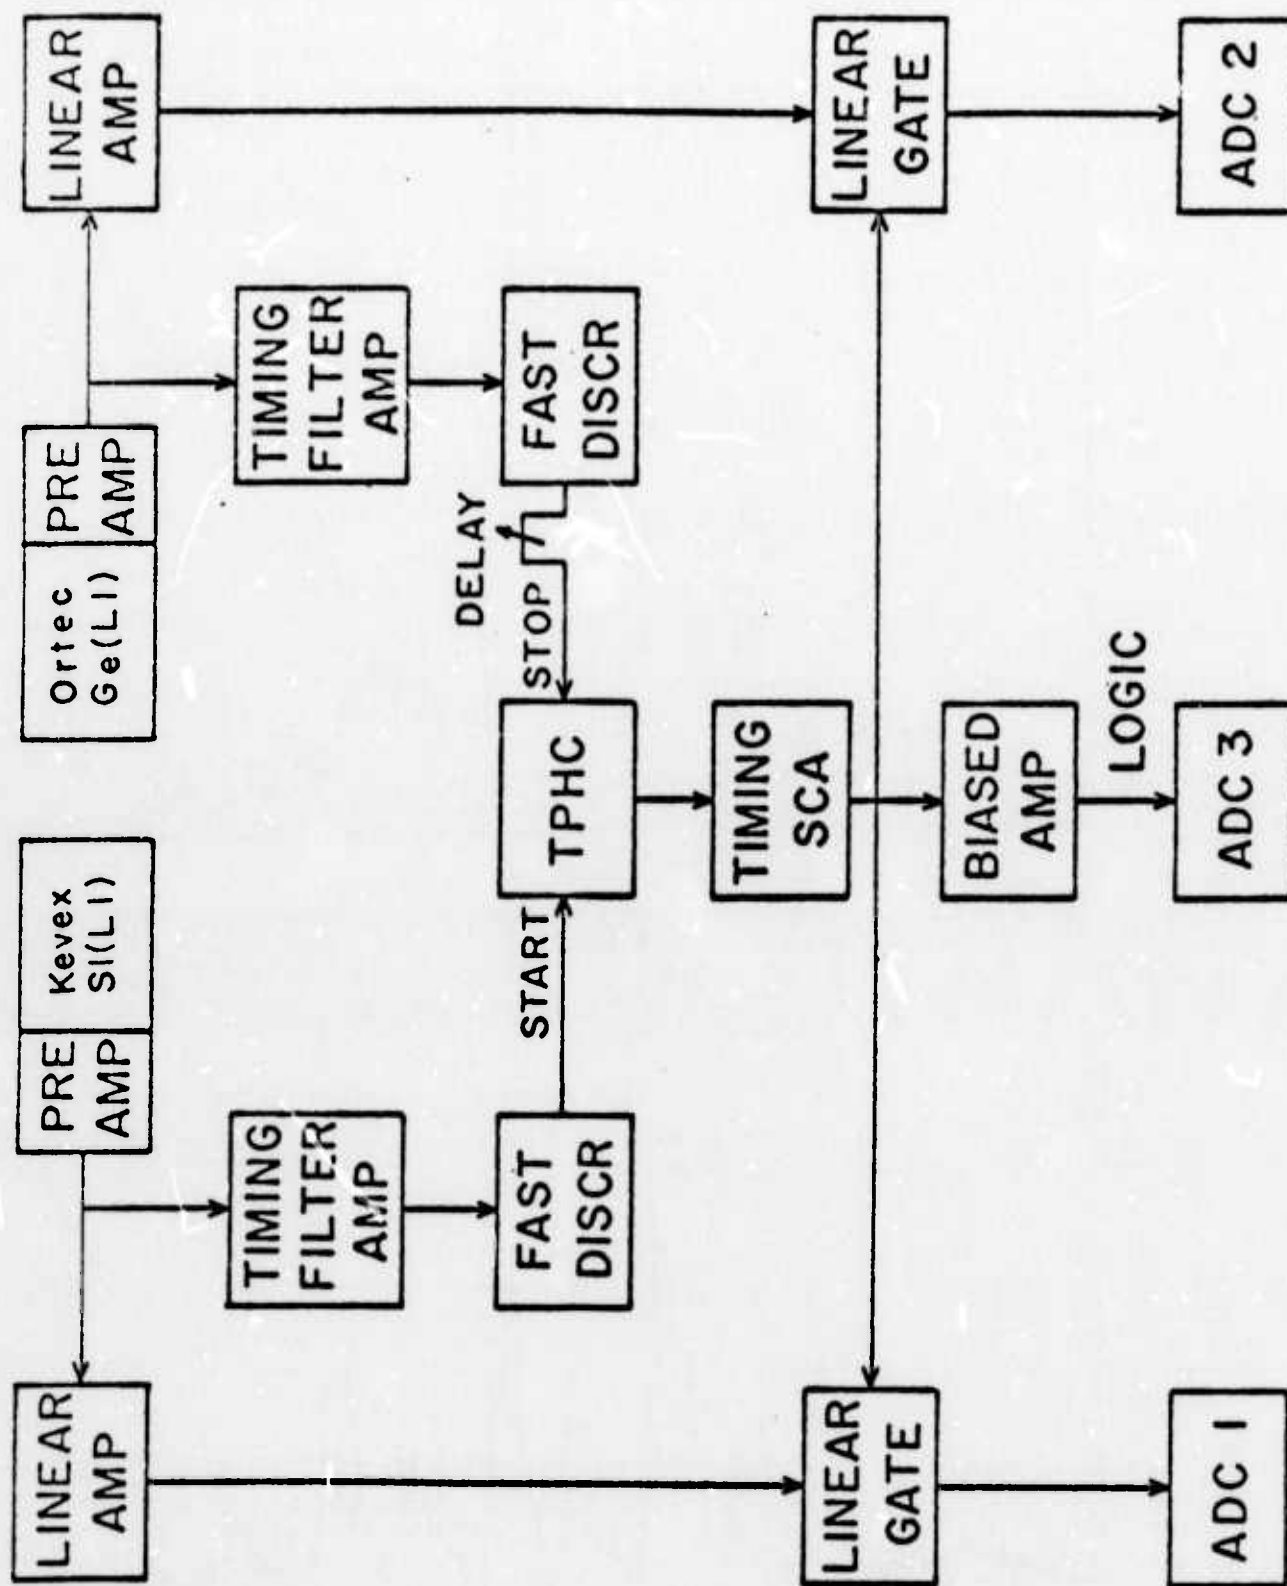 LINEAR
AMP
PRE
AMP
Kevex
SI(LI)
Ortec
Ge(LI)
PRE
AMP
LINEAR
AMP
TIMING
FILTER
AMP
TIMING
FILTER
AMP
FAST
DISCR
START
TPHC
STOP
DELAY
FAST
DISCR
TIMING
SCA
LINEAR
GATE
BIASED
AMP
LINEAR
GATE
LOGIC
ADC 1
ADC 3
ADC 2